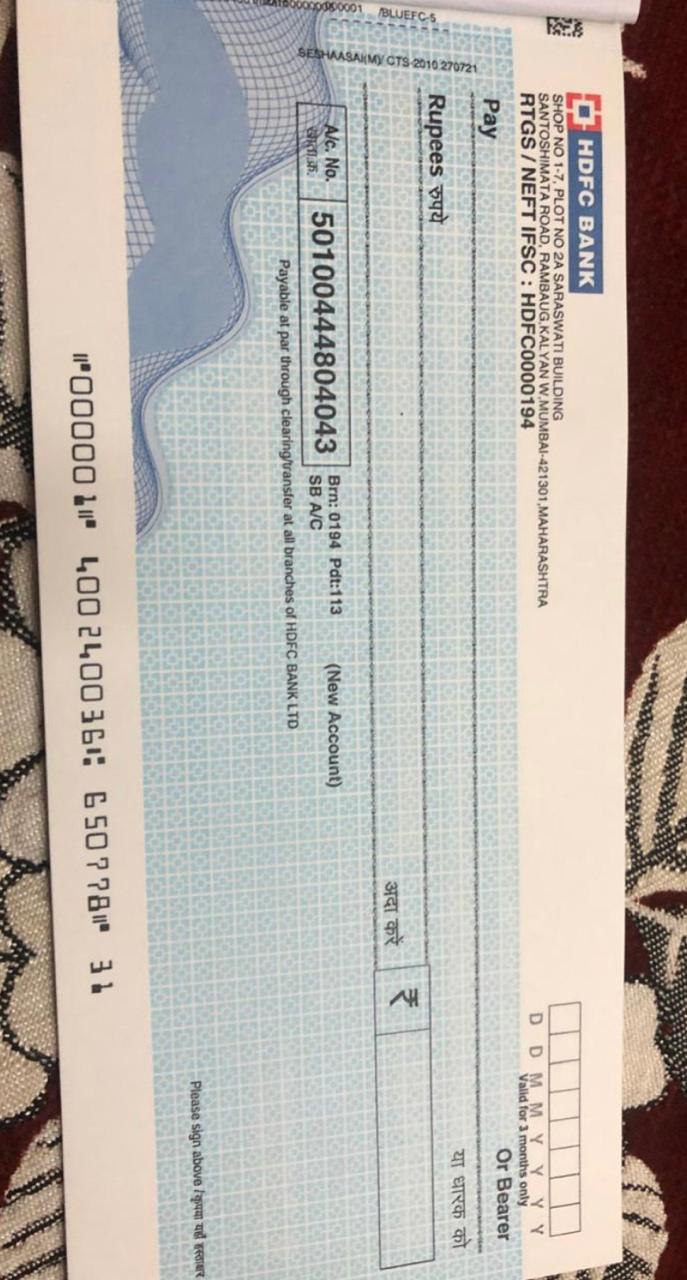 HDFC BANK
SHOP NO 1-7, PLOT NO 2A SARASWATI BUILDING
SANTOSHIMATA ROAD, RAMBAUG,KALYAN W,MUMBAI-421301,MAHARASHTRA
RTGS / NEFT IFSC : HDFC0000194
D D M M Y Y Y Y
Valid for 3 months only
Pay
Or Bearer
या धारक को
Rupees रुपये
अदा करें
₹
A/c. No.
खाता क्र.
50100444804043
Brn: 0194 Pdt:113 (New Account)
SB A/C
Payable at par through clearing/transfer at all branches of HDFC BANK LTD
Please sign above / कृपया यहाँ हस्ताक्षर
SESHAASAI(M)/ CTS-2010 270721
/BLUEFC-5
⑈000001⑈ 400240036⑆ 650778⑈ 31